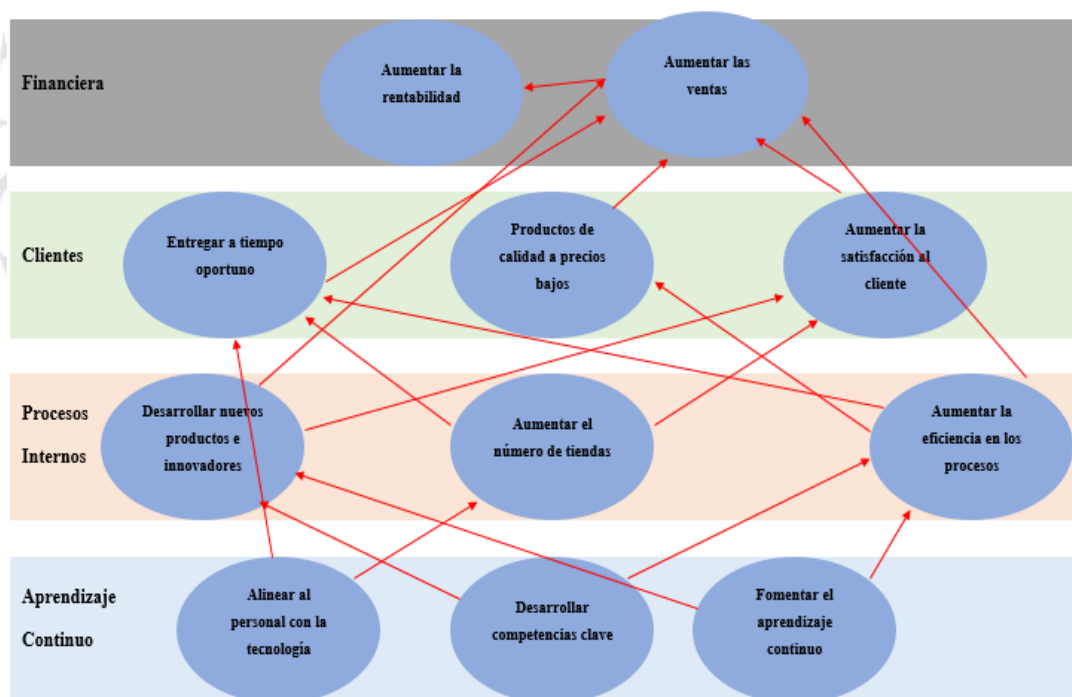 Financiera
Aumentar la
rentabilidad
Aumentar las
ventas
Clientes
Entregar a tiempo
oportuno
Productos de
calidad a precios
bajos
Aumentar la
satisfacción al
cliente
Procesos
Internos
Desarrollar nuevos
productos e
innovadores
Aumentar el
número de tiendas
Aumentar la
eficiencia en los
procesos
Aprendizaje
Continuo
Alinear al
personal con la
tecnología
Desarrollar
competencias clave
Fomentar el
aprendizaje
continuo